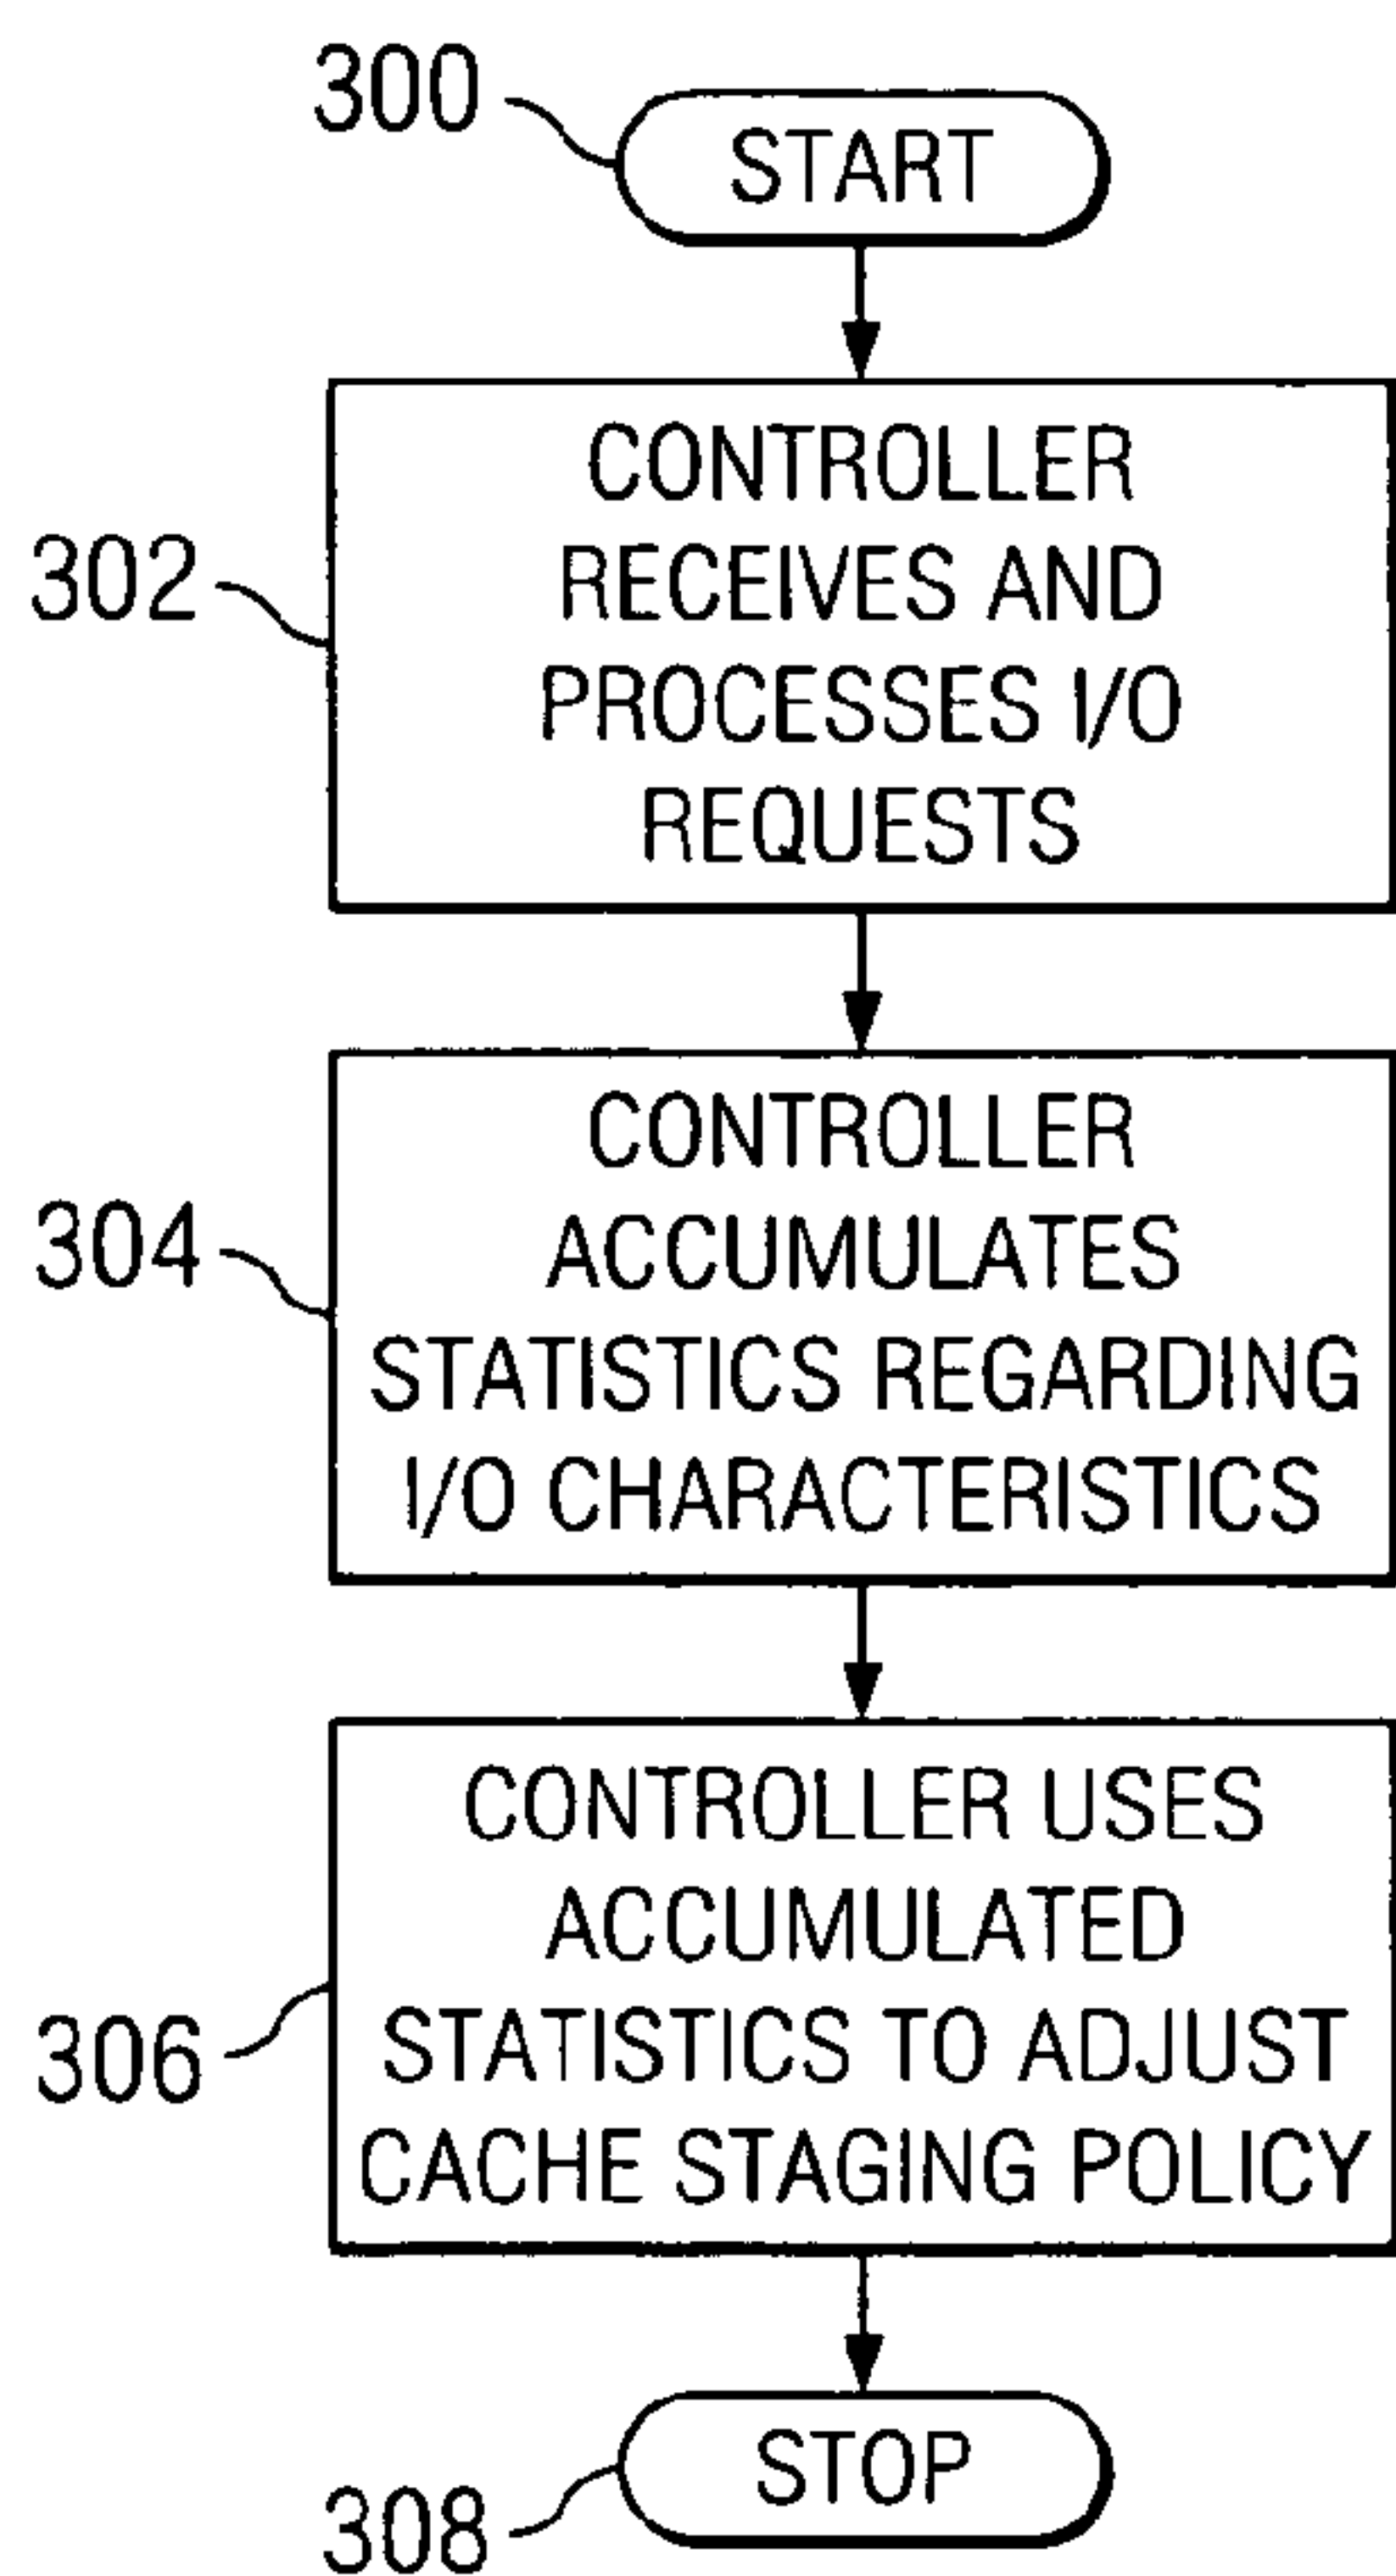 300
START
302
CONTROLLER
RECEIVES AND
PROCESSES I/O
REQUESTS
304
CONTROLLER
ACCUMULATES
STATISTICS REGARDING
I/O CHARACTERISTICS
306
CONTROLLER USES
ACCUMULATED
STATISTICS TO ADJUST
CACHE STAGING POLICY
308
STOP